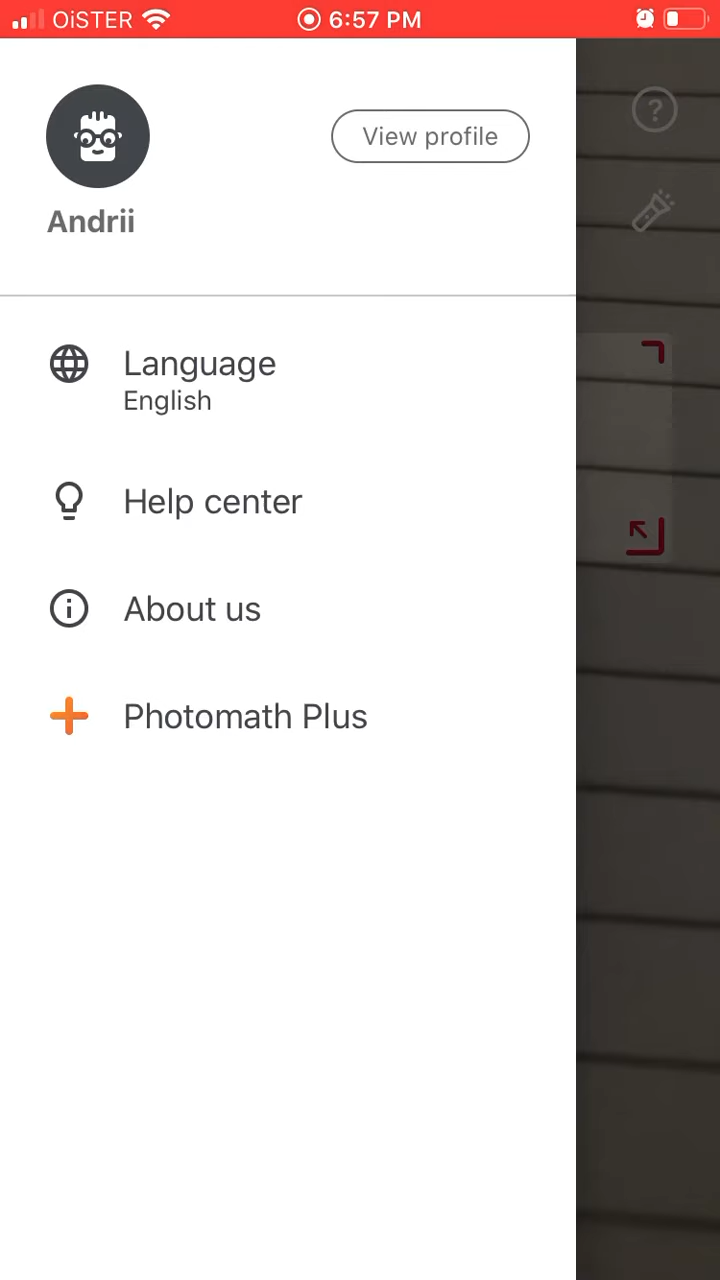 OiSTER 6:57 PM
View profile
Andrii
Language
English
Help center
About us
Photomath Plus